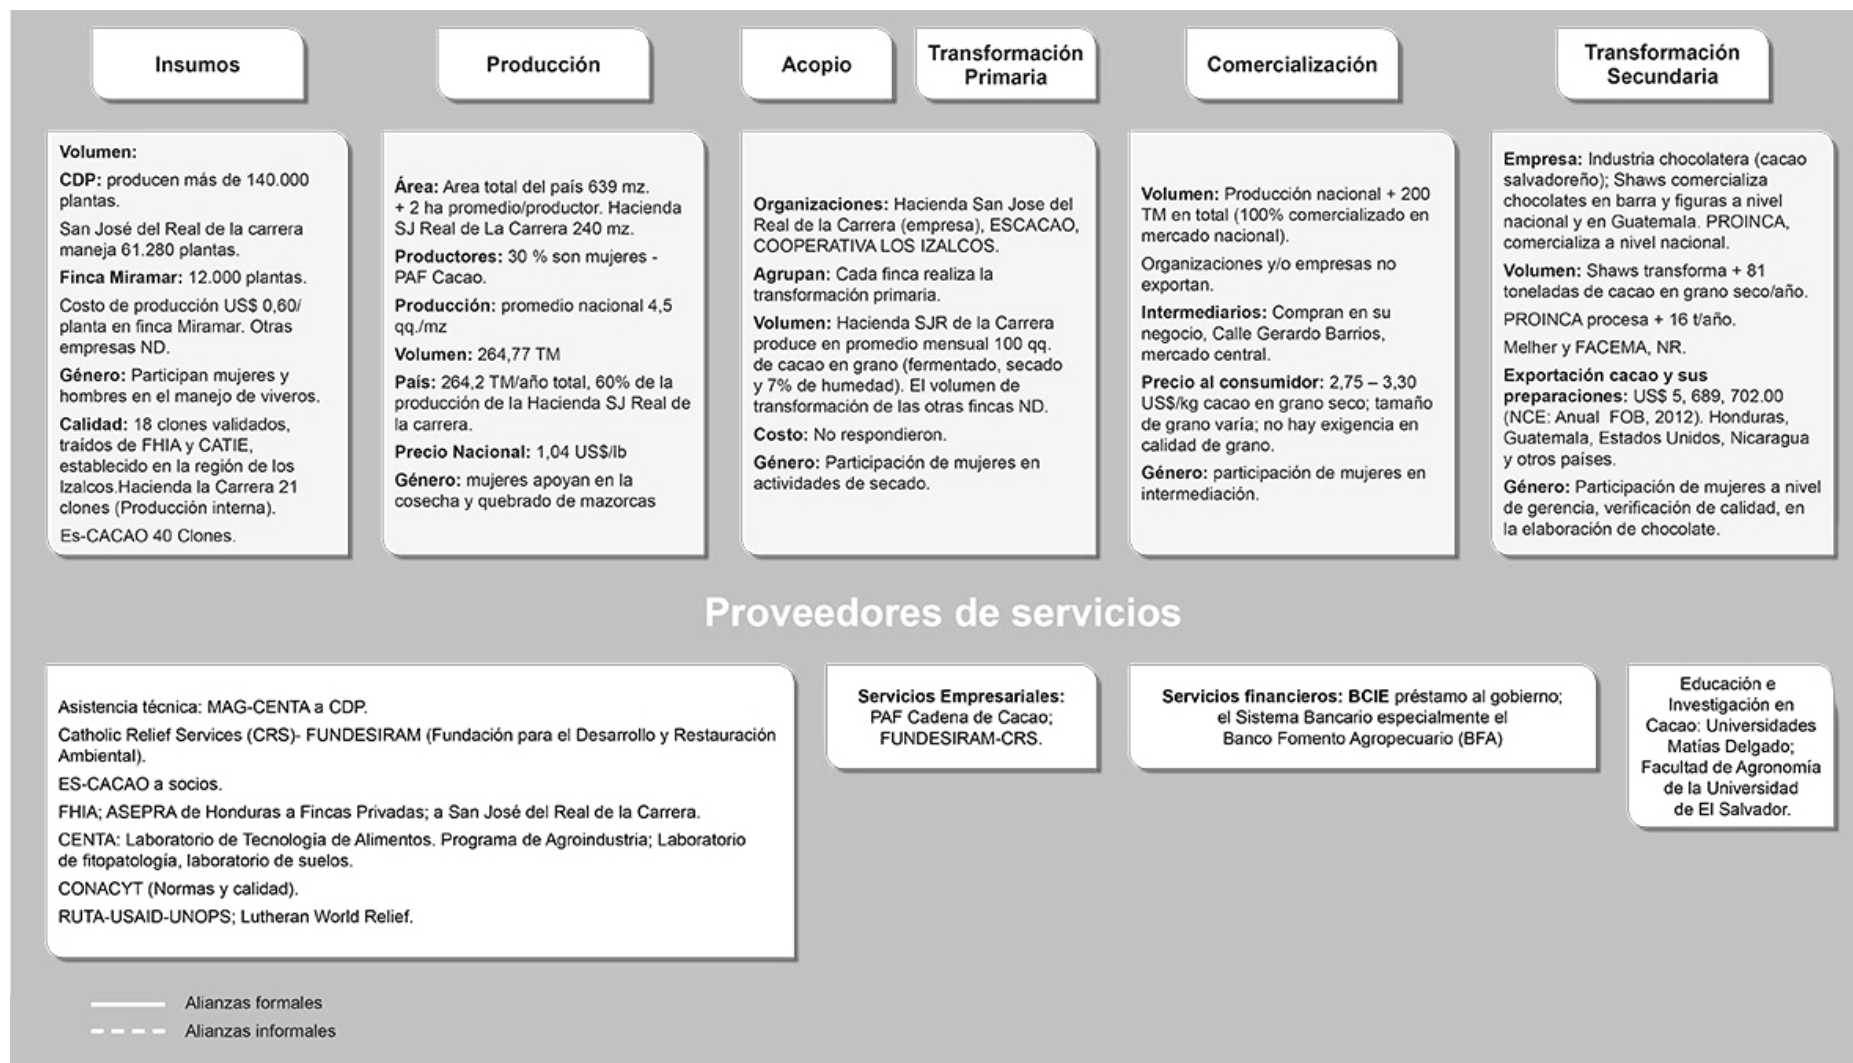 Insumos
Producción
Acopio
Transformación
Primaria
Comercialización
Transformación
Secundaria
Volumen:
CDP: producen más de 140.000
plantas.
San José del Real de la carrera
maneja 61.280 plantas.
Finca Miramar: 12.000 plantas.
Costo de producción US$ 0,60/
planta en finca Miramar. Otras
empresas ND.
Género: Participan mujeres y
hombres en el manejo de viveros.
Calidad: 18 clones validados,
traídos de FHIA y CATIE,
establecido en la región de los
Izalcos.Hacienda la Carrera 21
clones (Producción interna).
Es-CACAO 40 Clones.
Área: Area total del país 639 mz.
+ 2 ha promedio/productor. Hacienda
SJ Real de La Carrera 240 mz.
Productores: 30 % son mujeres -
PAF Cacao.
Producción: promedio nacional 4,5
qq./mz
Volumen: 264,77 TM
País: 264,2 TM/año total, 60% de la
producción de la Hacienda SJ Real de
la carrera.
Precio Nacional: 1,04 US$/lb
Género: mujeres apoyan en la
cosecha y quebrado de mazorcas
Organizaciones: Hacienda San Jose del
Real de la Carrera (empresa), ESCACAO,
COOPERATIVA LOS IZALCOS.
Agrupan: Cada finca realiza la
transformación primaria.
Volumen: Hacienda SJR de la Carrera
produce en promedio mensual 100 qq.
de cacao en grano (fermentado, secado
y 7% de humedad). El volumen de
transformación de las otras fincas ND.
Costo: No respondieron.
Género: Participación de mujeres en
actividades de secado.
Volumen: Producción nacional + 200
TM en total (100% comercializado en
mercado nacional).
Organizaciones y/o empresas no
exportan.
Intermediarios: Compran en su
negocio, Calle Gerardo Barrios,
mercado central.
Precio al consumidor: 2,75 – 3,30
US$/kg cacao en grano seco; tamaño
de grano varía; no hay exigencia en
calidad de grano.
Género: participación de mujeres en
intermediación.
Empresa: Industria chocolatera (cacao
salvadoreño); Shaws comercializa
chocolates en barra y figuras a nivel
nacional y en Guatemala. PROINCA,
comercializa a nivel nacional.
Volumen: Shaws transforma + 81
toneladas de cacao en grano seco/año.
PROINCA procesa + 16 t/año.
Melher y FACEMA, NR.
Exportación cacao y sus
preparaciones: US$ 5, 689, 702.00
(NCE: Anual FOB, 2012). Honduras,
Guatemala, Estados Unidos, Nicaragua
y otros países.
Género: Participación de mujeres a nivel
de gerencia, verificación de calidad, en
la elaboración de chocolate.
Proveedores de servicios
Asistencia técnica: MAG-CENTA a CDP.
Catholic Relief Services (CRS)- FUNDESIRAM (Fundación para el Desarrollo y Restauración
Ambiental).
ES-CACAO a socios.
FHIA; ASEPRA de Honduras a Fincas Privadas; a San José del Real de la Carrera.
CENTA: Laboratorio de Tecnología de Alimentos. Programa de Agroindustria; Laboratorio
de fitopatología, laboratorio de suelos.
CONACYT (Normas y calidad).
RUTA-USAID-UNOPS; Lutheran World Relief.
Servicios Empresariales:
PAF Cadena de Cacao;
FUNDESIRAM-CRS.
Servicios financieros: BCIE préstamo al gobierno;
el Sistema Bancario especialmente el
Banco Fomento Agropecuario (BFA)
Educación e
Investigación en
Cacao: Universidades
Matías Delgado;
Facultad de Agronomía
de la Universidad
de El Salvador.
Alianzas formales
Alianzas informales